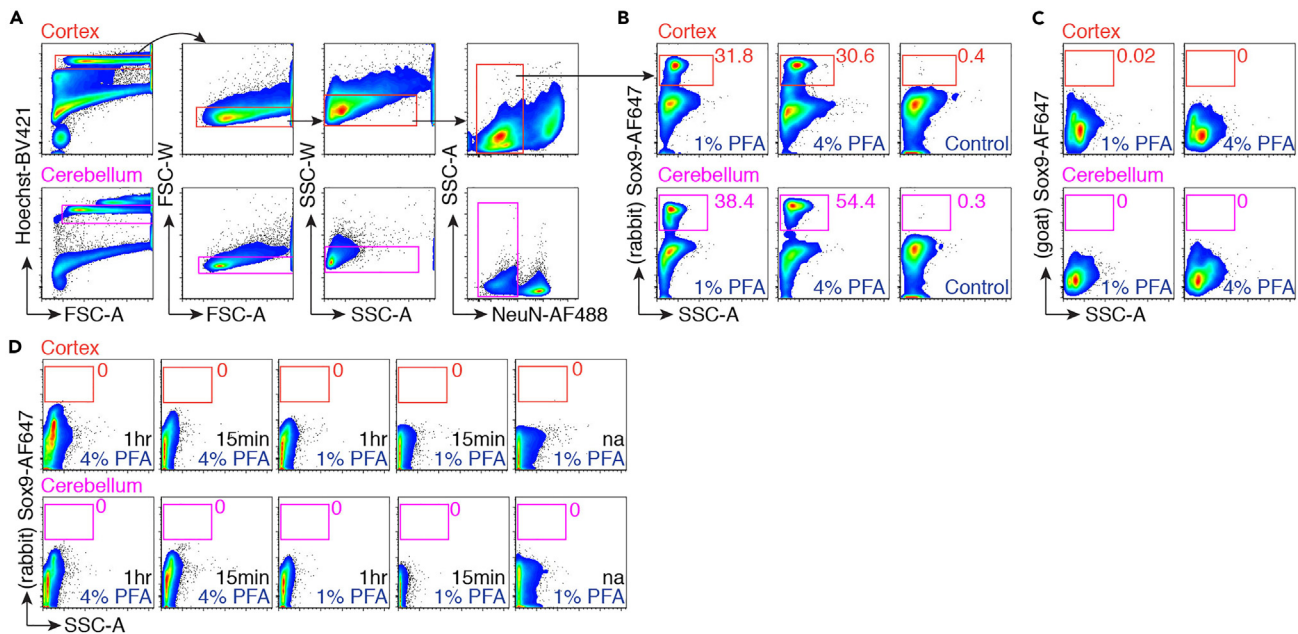 A
Cortex
Hoechst-BV421
FSC-W
SSC-W
SSC-A
Cerebellum
FSC-A
FSC-A
SSC-A
NeuN-AF488
B
Cortex
(rabbit) Sox9-AF647
31.8
1% PFA
30.6
4% PFA
0.4
Control
Cerebellum
38.4
1% PFA
54.4
4% PFA
0.3
Control
SSC-A
C
Cortex
(goat) Sox9-AF647
0.02
1% PFA
0
4% PFA
Cerebellum
0
1% PFA
0
4% PFA
SSC-A
D
Cortex
(rabbit) Sox9-AF647
0
1hr
4% PFA
0
15min
4% PFA
0
1hr
1% PFA
0
15min
1% PFA
0
na
1% PFA
Cerebellum
0
1hr
4% PFA
0
15min
4% PFA
0
1hr
1% PFA
0
15min
1% PFA
0
na
1% PFA
SSC-A